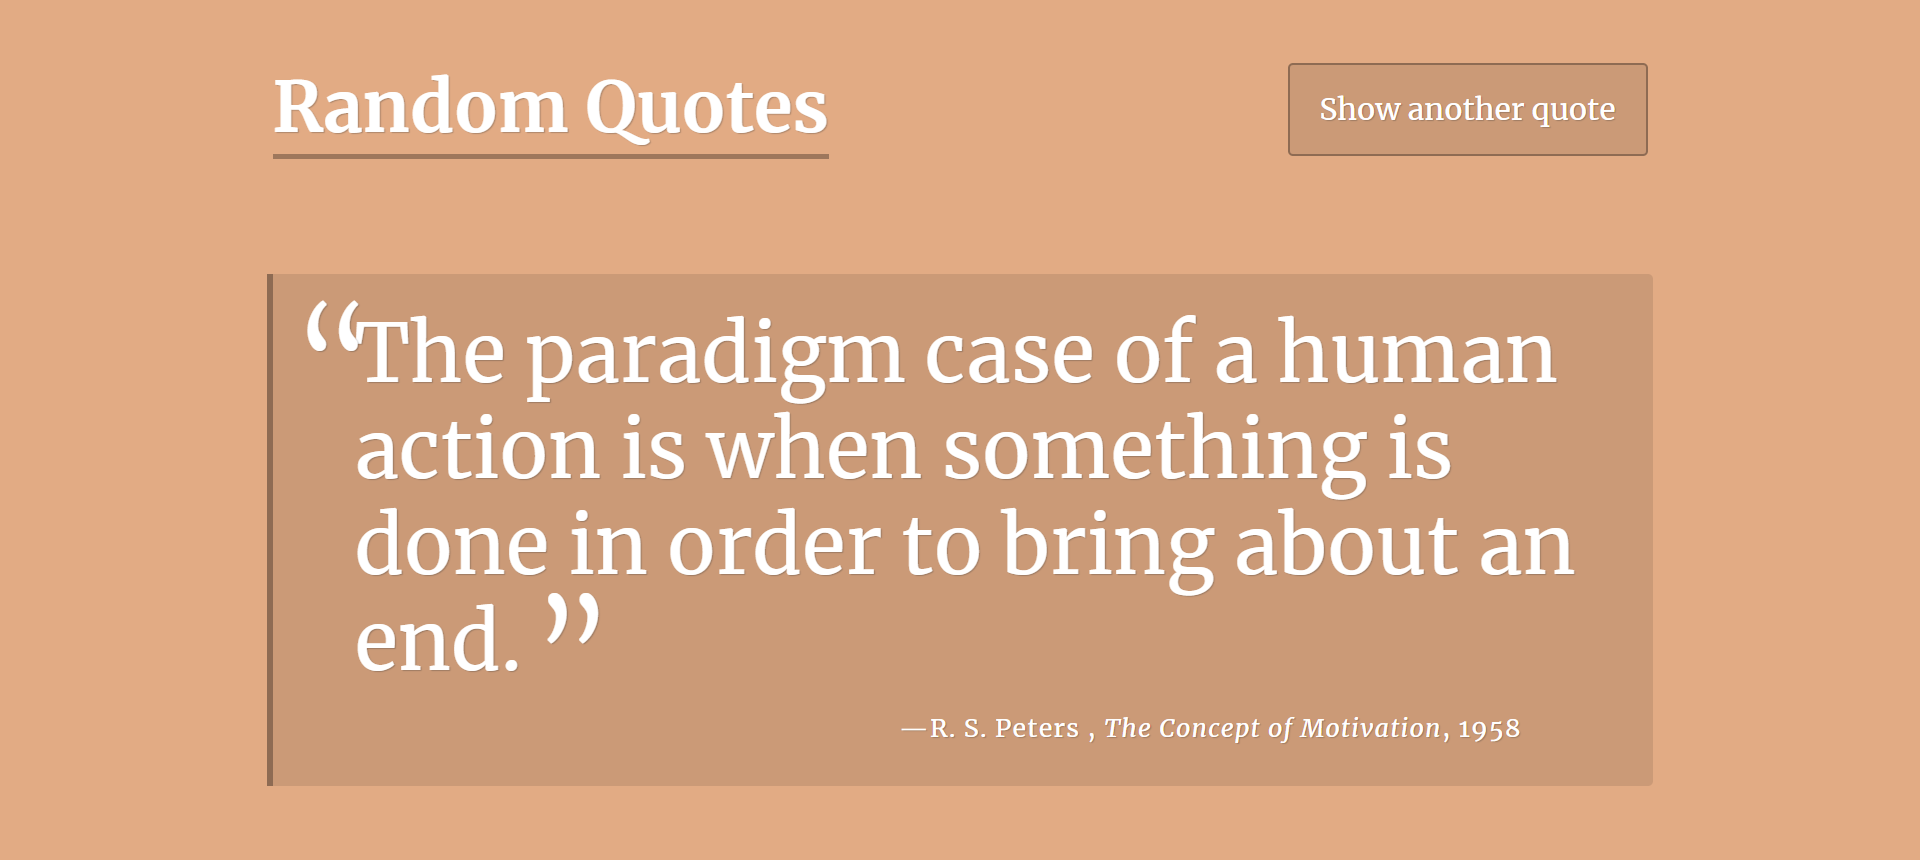 Random Quotes
Show another quote
“The paradigm case of a human
action is when something is
done in order to bring about an
end. ”
—R. S. Peters , The Concept of Motivation, 1958